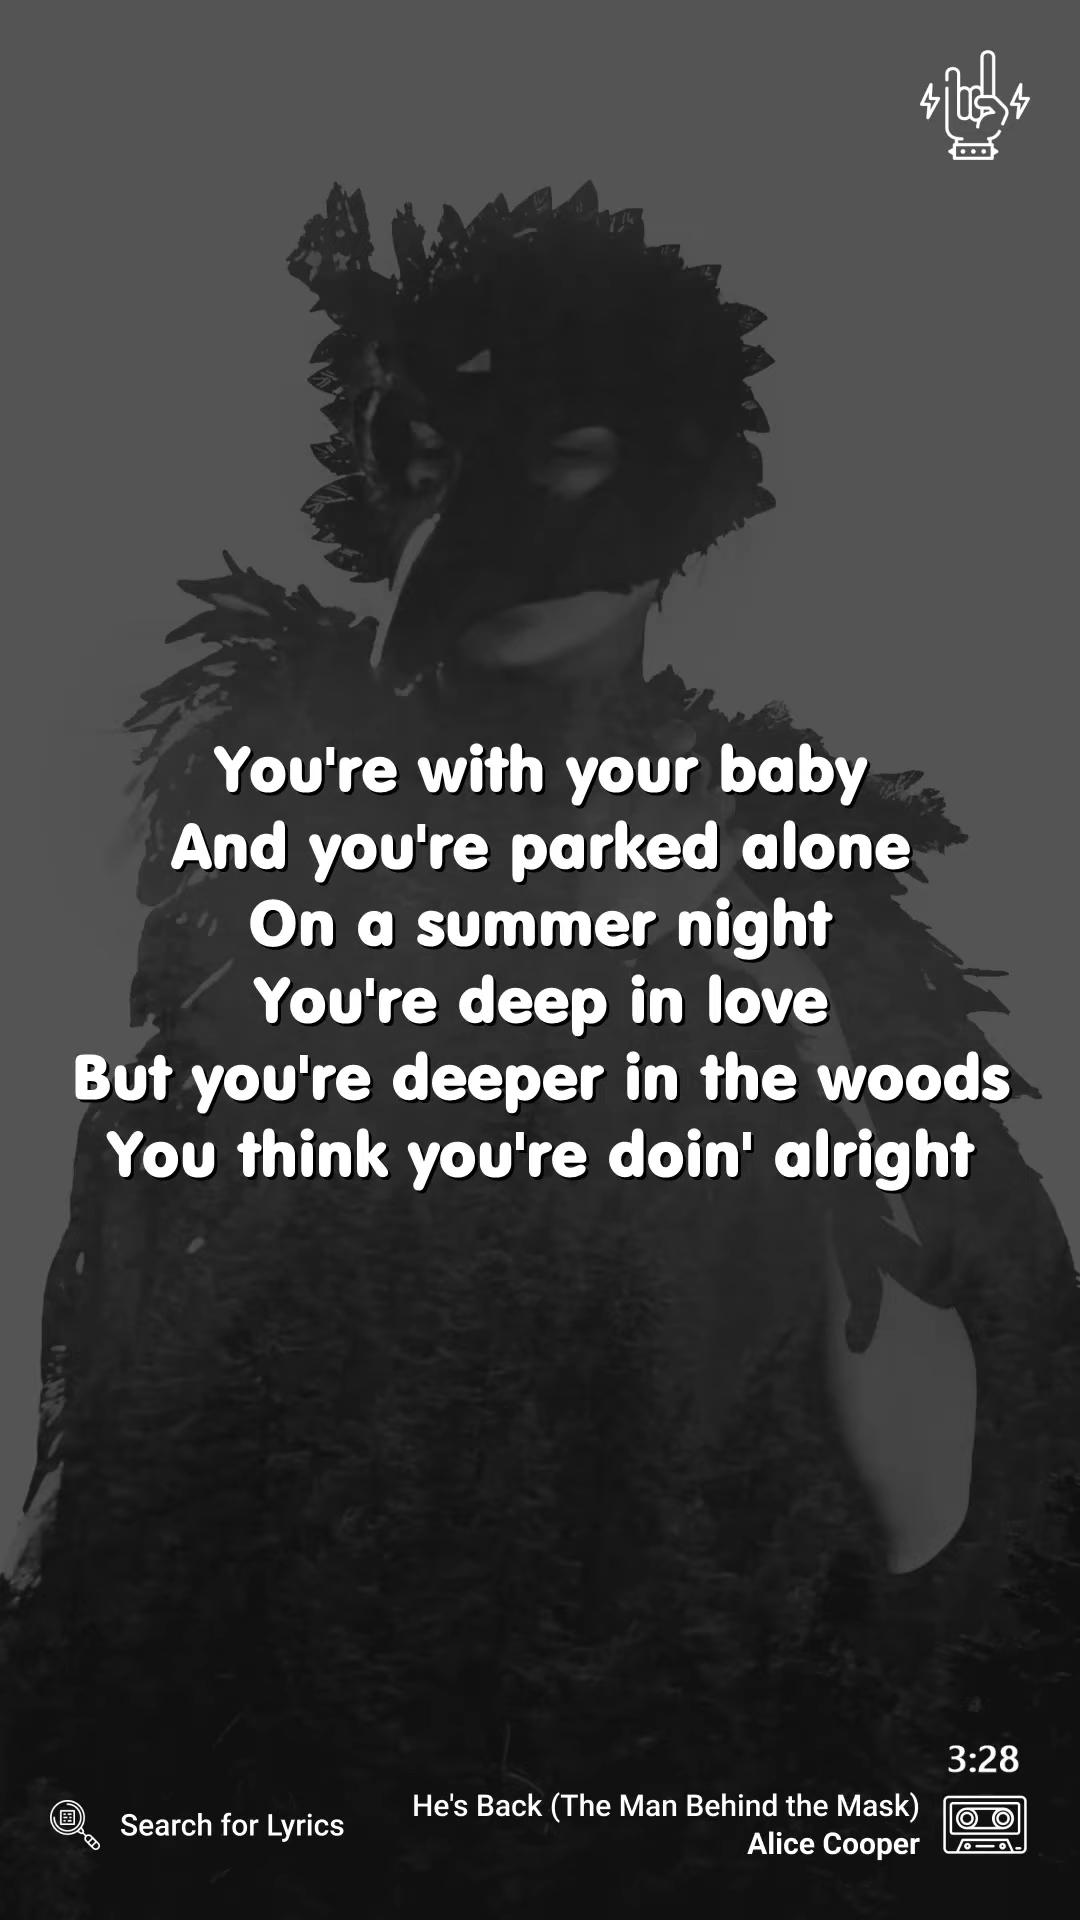 You're with your baby
And you're parked alone
On a summer night
You're deep in love
But you're deeper in the woods
You think you're doin' alright
3:28
Search for Lyrics
He's Back (The Man Behind the Mask)
Alice Cooper